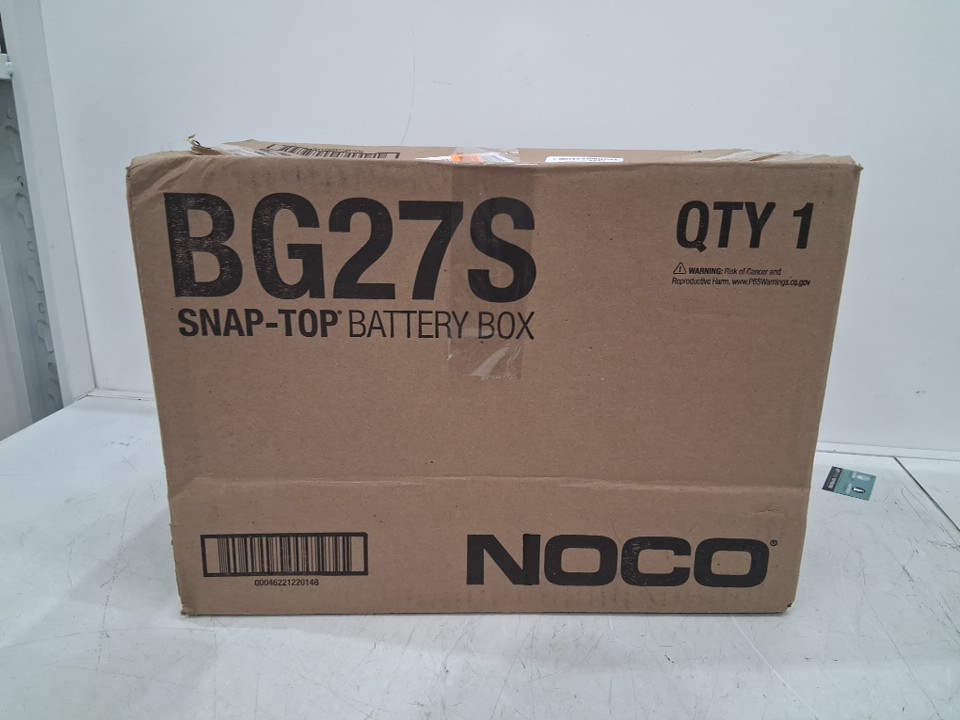 BG27S
SNAP-TOP® BATTERY BOX
QTY 1
⚠ WARNING: Risk of Cancer and
Reproductive Harm, www.P65Warnings.ca.gov
00046221220148
NOCO®